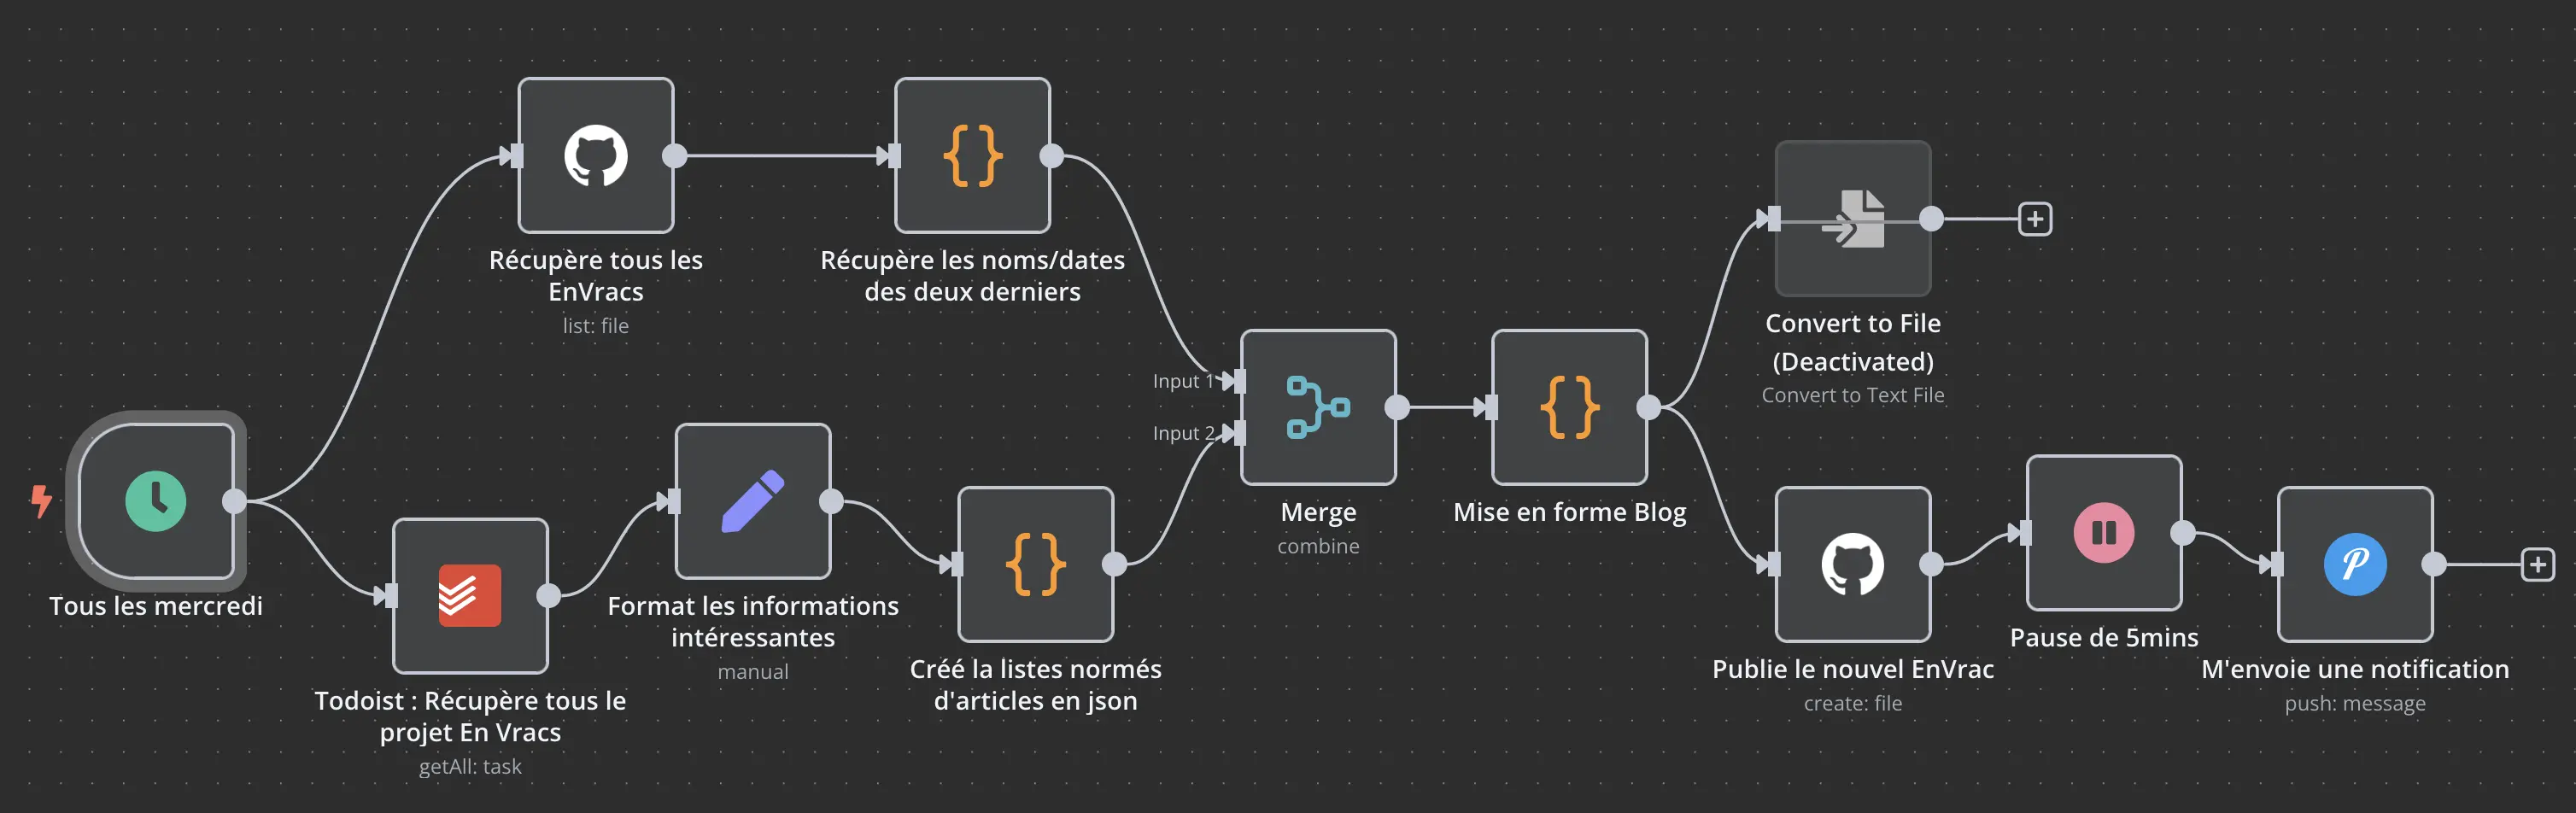 Récupère tous les
EnVracs
list: file
Récupère les noms/dates
des deux derniers
Convert to File
(Deactivated)
Convert to Text File
Input 1
Input 2
Merge
combine
Mise en forme Blog
Tous les mercredi
Format les informations
intéressantes
manual
Todoist : Récupère tous le
projet En Vracs
getAll: task
Créé la listes normés
d'articles en json
Publie le nouvel EnVrac
create: file
Pause de 5mins
M'envoie une notification
push: message